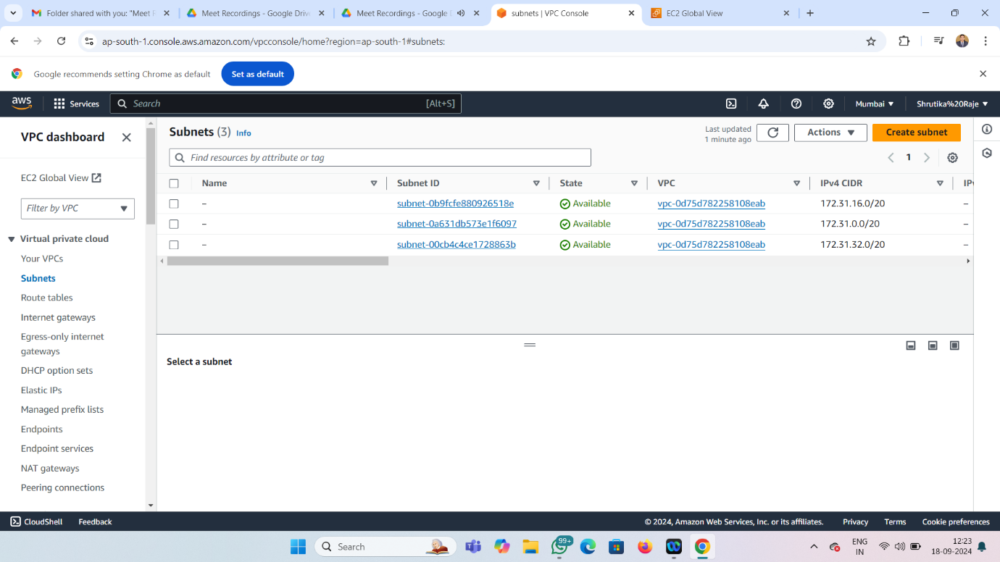 Folder shared with you: "Meet R
Meet Recordings - Google Drive
Meet Recordings - Google
subnets | VPC Console
EC2 Global View
ap-south-1.console.aws.amazon.com/vpcconsole/home?region=ap-south-1#subnets:
Google recommends setting Chrome as default
Set as default
aws
Services
Search
[Alt+S]
Mumbai
Shrutika%20Raje
VPC dashboard
EC2 Global View
Filter by VPC
Virtual private cloud
Your VPCs
Subnets
Route tables
Internet gateways
Egress-only internet
gateways
DHCP option sets
Elastic IPs
Managed prefix lists
Endpoints
Endpoint services
NAT gateways
Peering connections
Subnets (3) Info
Last updated
1 minute ago
Actions
Create subnet
Find resources by attribute or tag
1
Name Subnet ID State VPC IPv4 CIDR IPv
– subnet-0b9fcfe880926518e Available vpc-0d75d782258108eab 172.31.16.0/20 –
– subnet-0a631db573e1f6097 Available vpc-0d75d782258108eab 172.31.0.0/20 –
– subnet-00cb4c4ce1728863b Available vpc-0d75d782258108eab 172.31.32.0/20 –
Select a subnet
CloudShell Feedback © 2024, Amazon Web Services, Inc. or its affiliates. Privacy Terms Cookie preferences
Search
99+
ENG
IN
12:23
18-09-2024